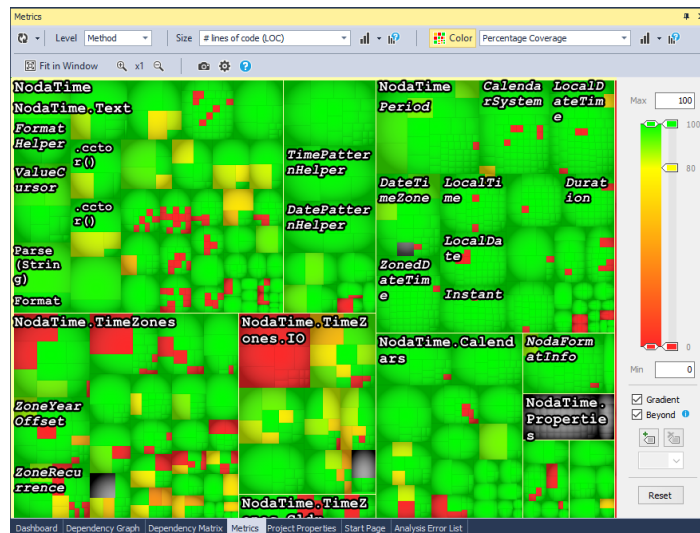 Metrics
Level Method Size # lines of code (LOC) Color Percentage Coverage
Fit in Window x1
NodaTime
NodaTime.Text
Format
Helper
ValueC
ursor
.ccto
r()
.ccto
r()
Parse
(Strin
g)
Format
TimePatter
nHelper
DatePatter
nHelper
NodaTime
Period
Calenda
rSystem
LocalD
ateTim
e
DateTi
meZone
LocalTi
me
Durat
ion
LocalDa
te
ZonedD
ateTim
e
Instant
NodaTime.TimeZones
ZoneYear
Offset
ZoneRecu
rrence
NodaTime.TimeZ
ones.IO
NodaTime.TimeZ
NodaTime.Calend
ars
NodaForm
atInfo
NodaTime.
Propertie
s
Max 100
100
80
0
Min 0
Gradient
Beyond
Reset
Dashboard Dependency Graph Dependency Matrix Metrics Project Properties Start Page Analysis Error List